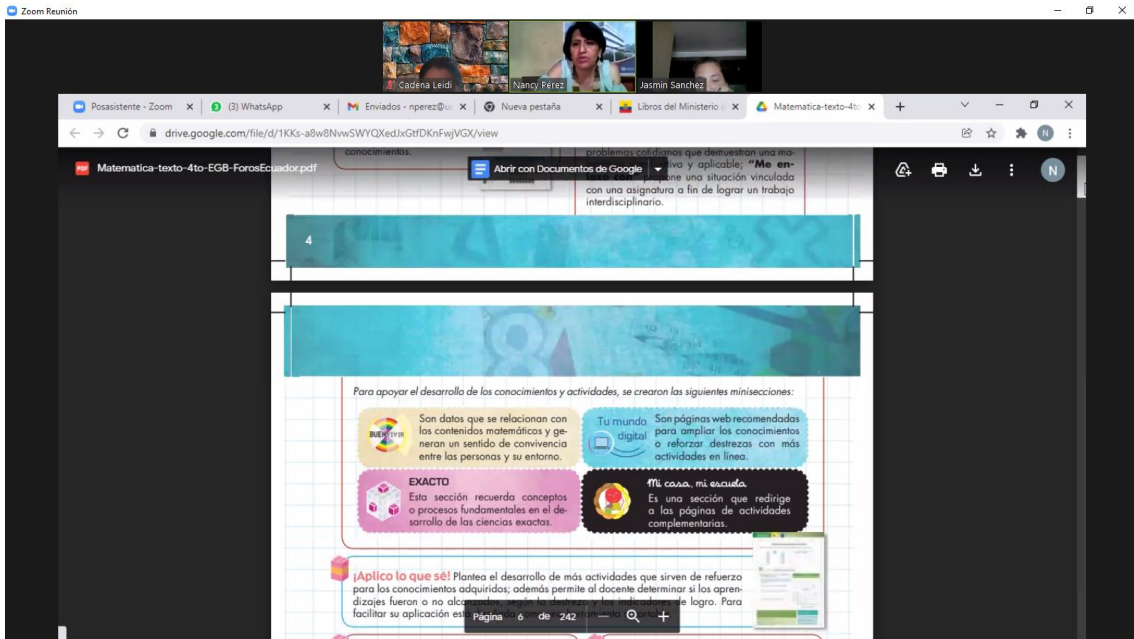 Zoom Reunión
Cadena Leidi
Nancy Pérez
Jasmin Sanchez
Posasistente - Zoom
(3) WhatsApp
Enviados - nperez@u
Nueva pestaña
Libros del Ministerio
Matematica-texto-4to
drive.google.com/file/d/1KKs-a8w8NvwSWYQXedJxGtfDKnFwjVGX/view
N
PDF
Matematica-texto-4to-EGB-ForosEcuador.pdf
Abrir con Documentos de Google
N
conocimientos.
problemas cotidianos que demuestran una
y aplicable; "Me en-
propone una situación vinculada
con una asignatura a fin de lograr un trabajo
interdisciplinario.
4
Para apoyar el desarrollo de los conocimientos y actividades, se crearon las siguientes minisecciones:
BUEN VIVIR
Son datos que se relacionan con
los contenidos matemáticos y ge-
neran un sentido de convivencia
entre las personas y su entorno.
Tu mundo
digital
Son páginas web recomendadas
para ampliar los conocimientos
o reforzar destrezas con más
actividades en línea.
EXACTO
Esta sección recuerda conceptos
o procesos fundamentales en el de-
sarrollo de las ciencias exactas.
Mi casa, mi escuela
Es una sección que redirige
a las páginas de actividades
complementarias.
¡Aplico lo que sé! Plantea el desarrollo de más actividades que sirven de refuerzo
para los conocimientos adquiridos; además permite al docente determinar si los apren-
dizajes fueron o no alcanzados, según la destreza y los indicadores de logro. Para
facilitar su aplicación
Página 6 de 242